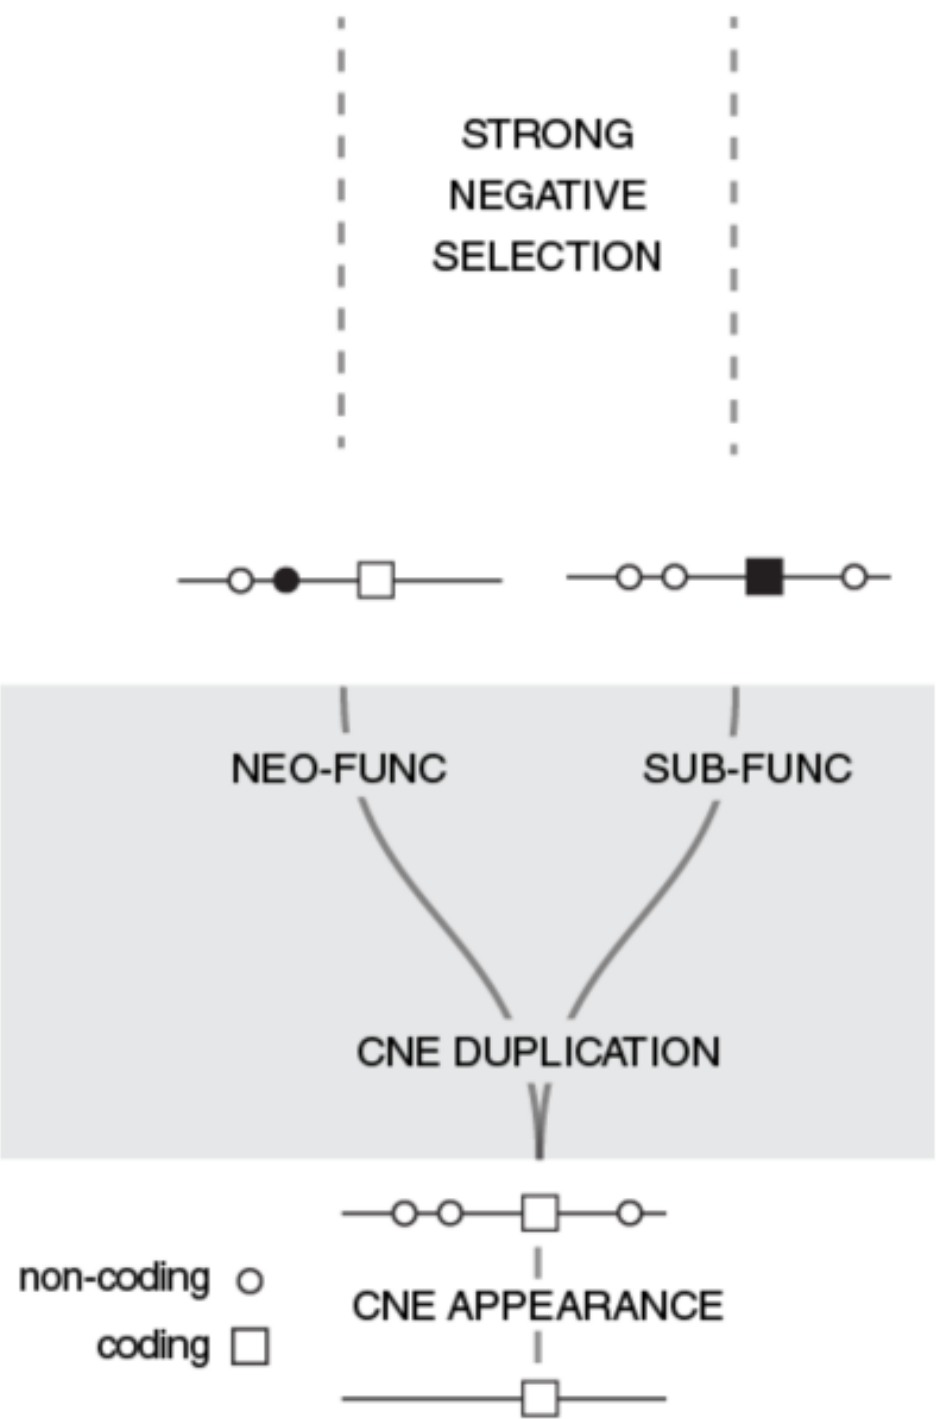 STRONG
NEGATIVE
SELECTION
NEO-FUNC
SUB-FUNC
CNE DUPLICATION
non-coding
CNE APPEARANCE
coding